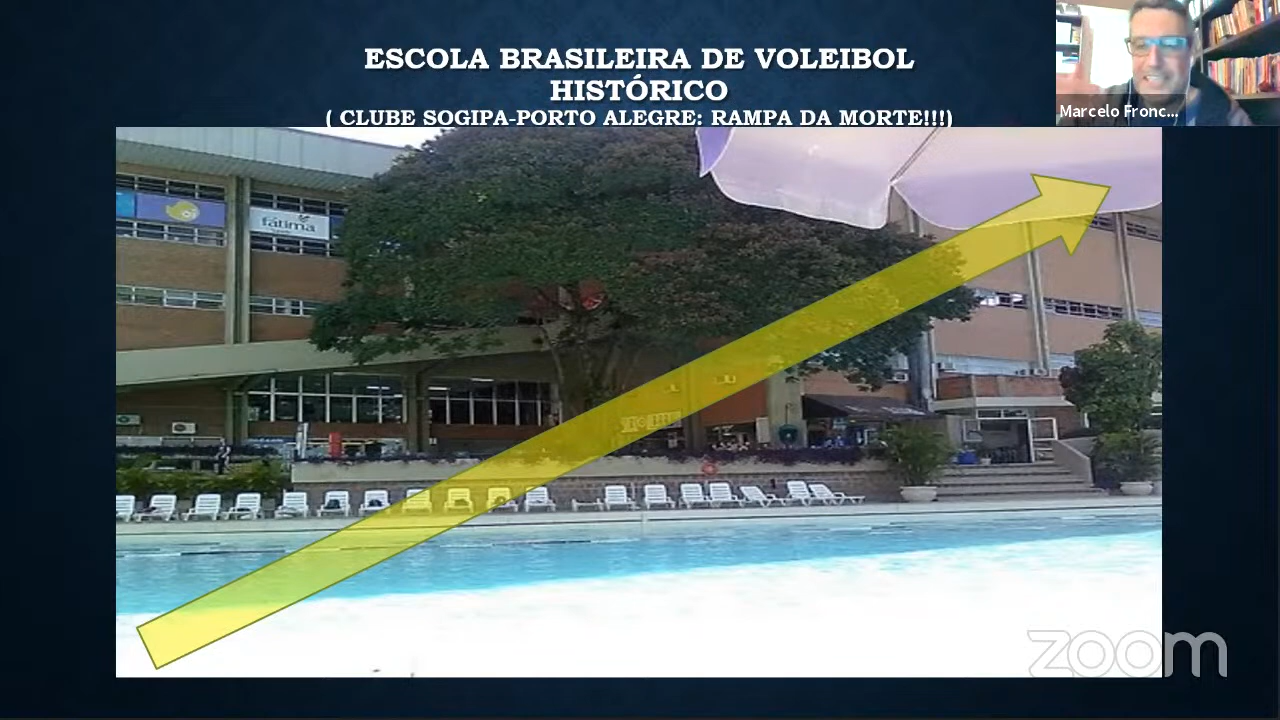 ESCOLA BRASILEIRA DE VOLEIBOL
HISTÓRICO
( CLUBE SOGIPA-PORTO ALEGRE: RAMPA DA MORTE!!!)
Marcelo Fronc...
fátima
zoom